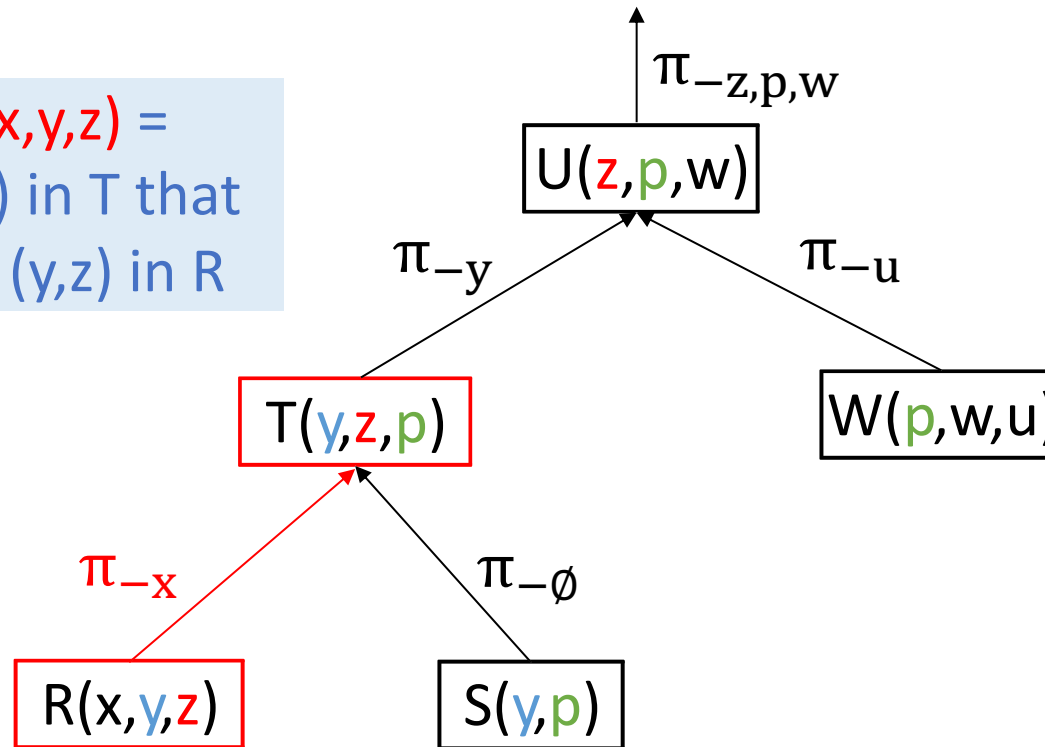 π₋z,p,w
x,y,z) =
) in T that
(y,z) in R
U(z,p,w)
π₋y
π₋u
T(y,z,p)
W(p,w,u)
π₋x
π₋∅
R(x,y,z)
S(y,p)